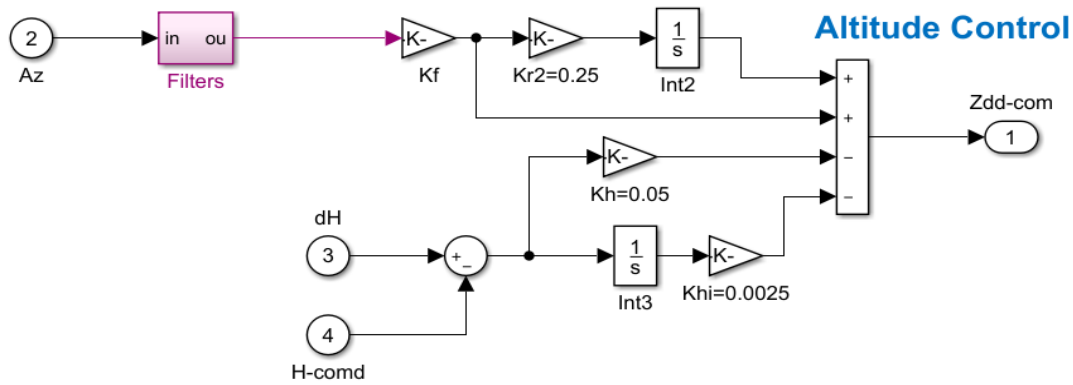 Altitude Control
2
Az
in ou
Filters
-K-
Kf
-K-
Kr2=0.25
1
s
Int2
+
+
−
−
Zdd-com
1
-K-
Kh=0.05
dH
3
+
−
1
s
Int3
-K-
Khi=0.0025
4
H-comd